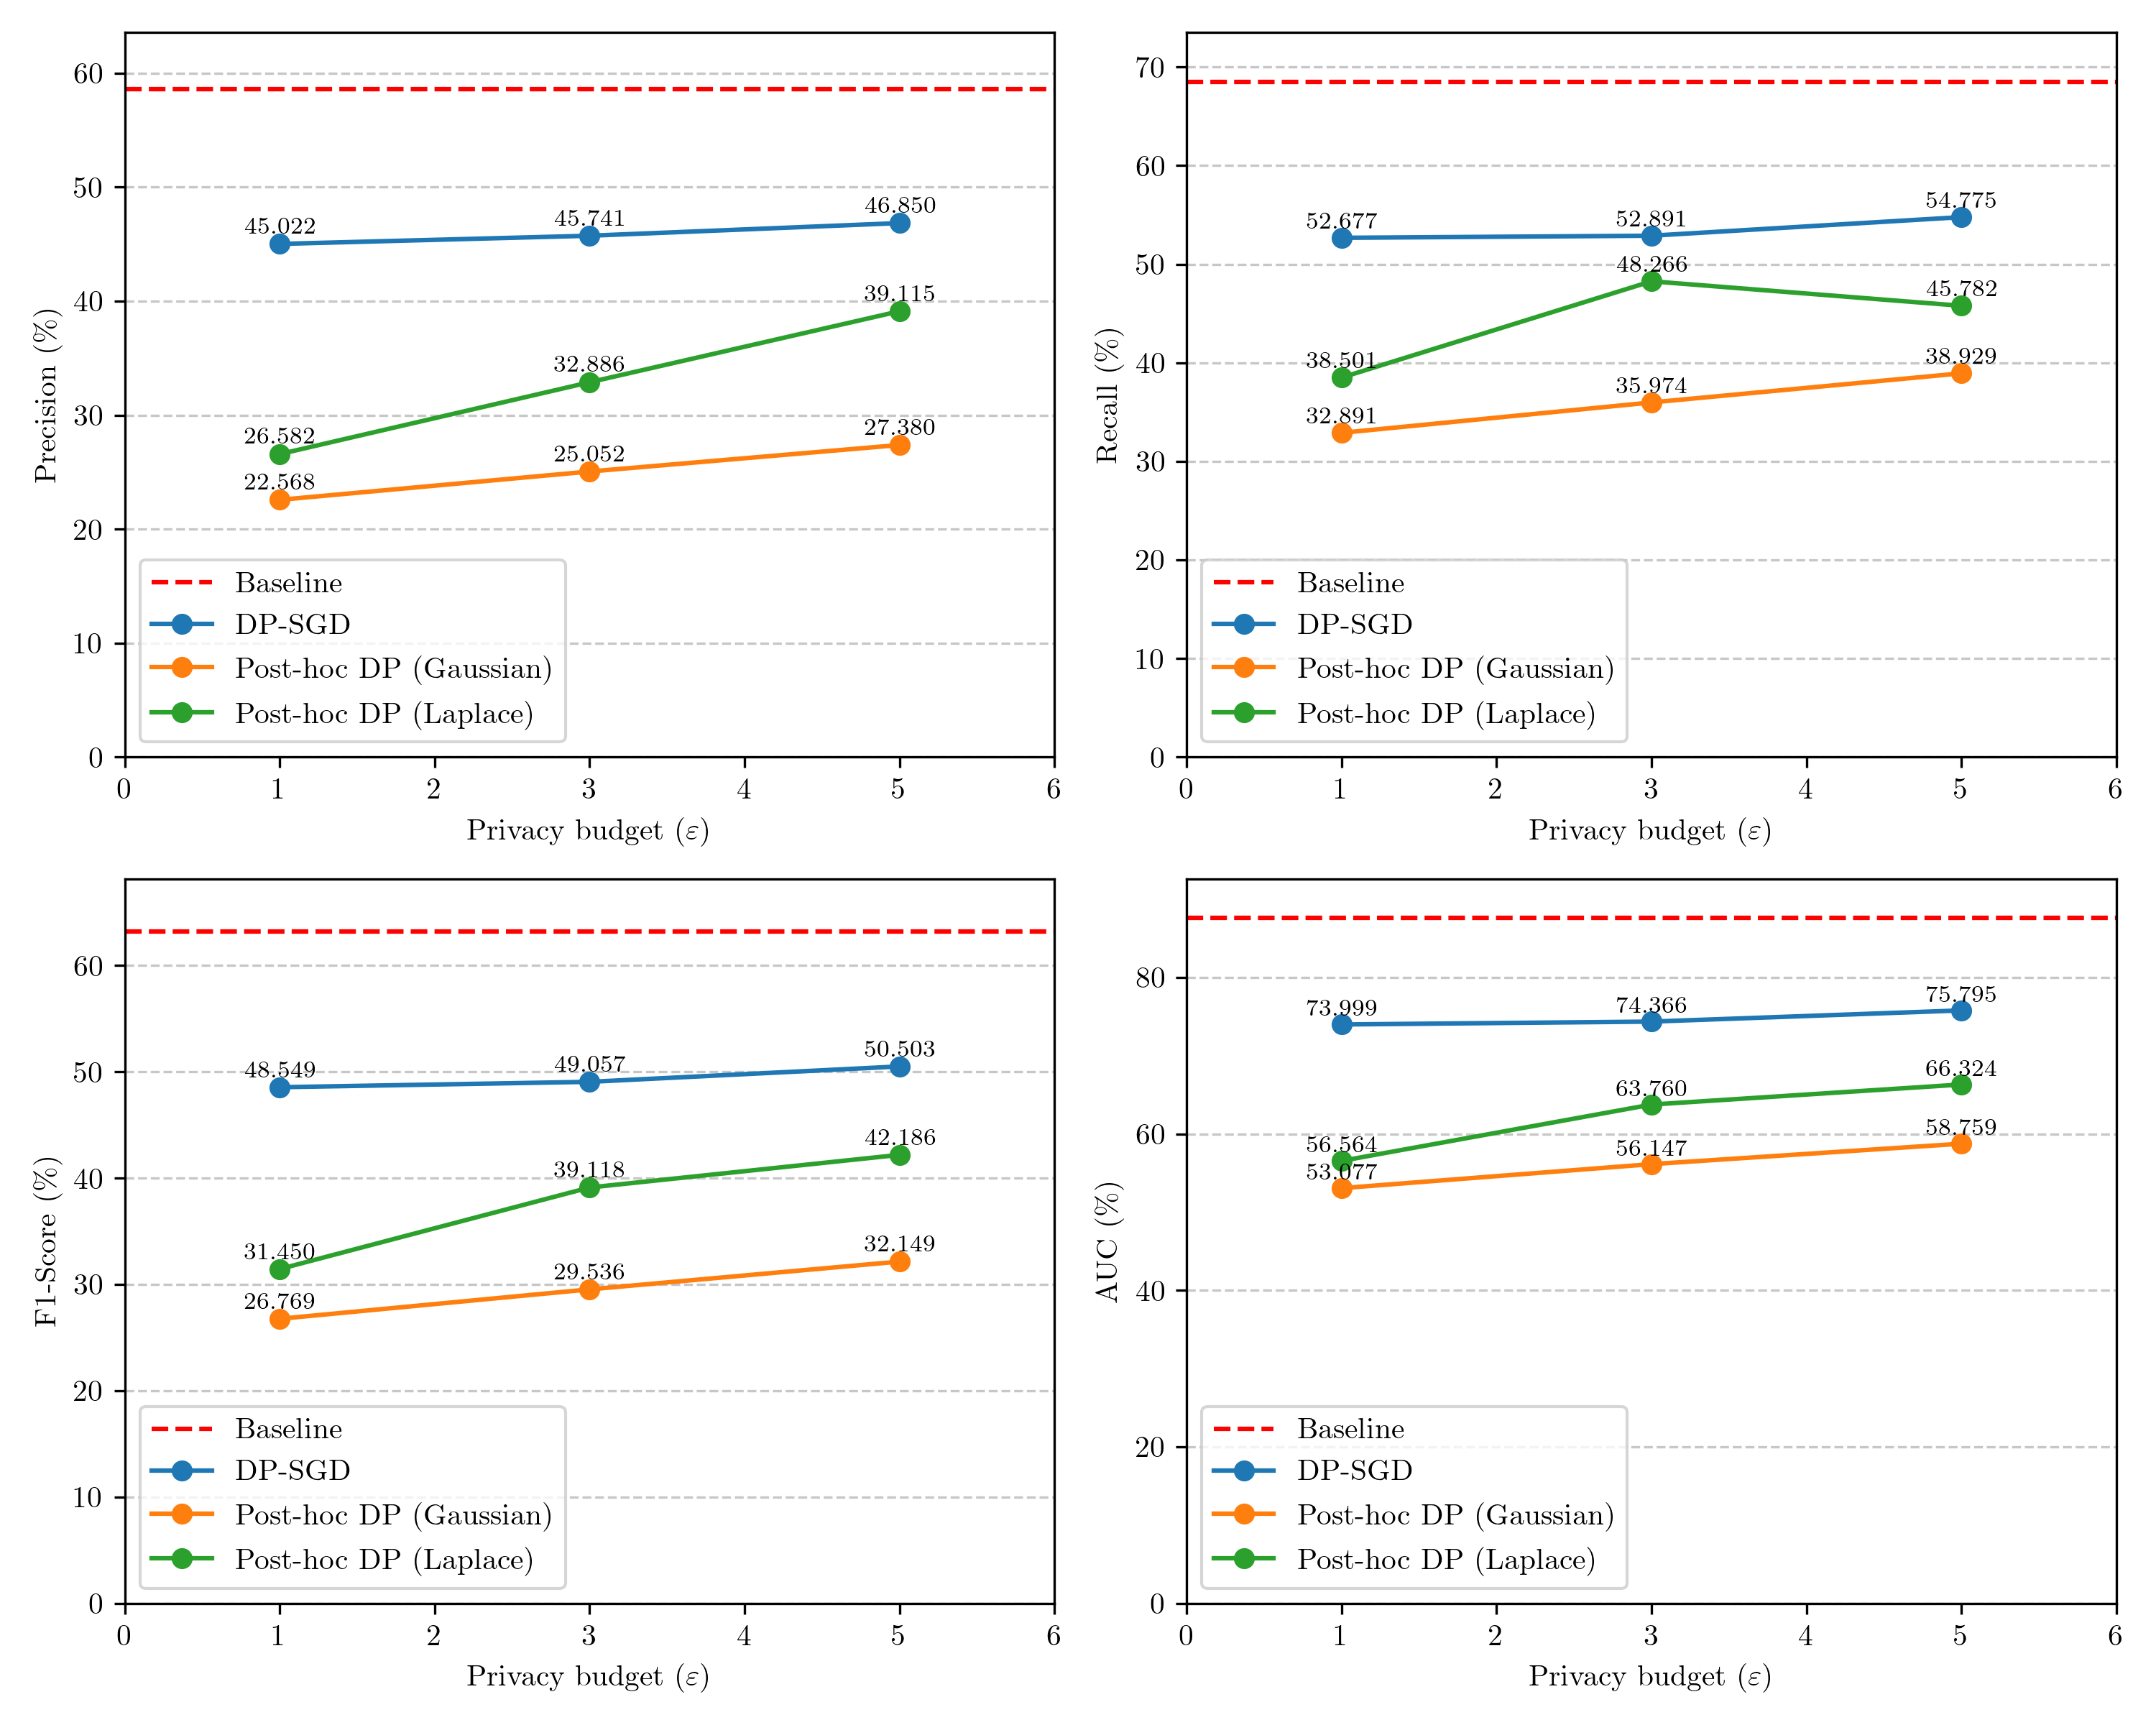 60
50
40
30
20
10
0
Precision (%)
45.022
45.741
46.850
26.582
32.886
39.115
22.568
25.052
27.380
Baseline
DP-SGD
Post-hoc DP (Gaussian)
Post-hoc DP (Laplace)
0 1 2 3 4 5 6
Privacy budget (ε)
70
60
50
40
30
20
10
0
Recall (%)
52.677
52.891
54.775
38.501
48.266
45.782
32.891
35.974
38.929
Baseline
DP-SGD
Post-hoc DP (Gaussian)
Post-hoc DP (Laplace)
0 1 2 3 4 5 6
Privacy budget (ε)
60
50
40
30
20
10
0
F1-Score (%)
48.549
49.057
50.503
31.450
39.118
42.186
26.769
29.536
32.149
Baseline
DP-SGD
Post-hoc DP (Gaussian)
Post-hoc DP (Laplace)
0 1 2 3 4 5 6
Privacy budget (ε)
80
60
40
20
0
AUC (%)
73.999
74.366
75.795
56.564
63.760
66.324
53.077
56.147
58.759
Baseline
DP-SGD
Post-hoc DP (Gaussian)
Post-hoc DP (Laplace)
0 1 2 3 4 5 6
Privacy budget (ε)